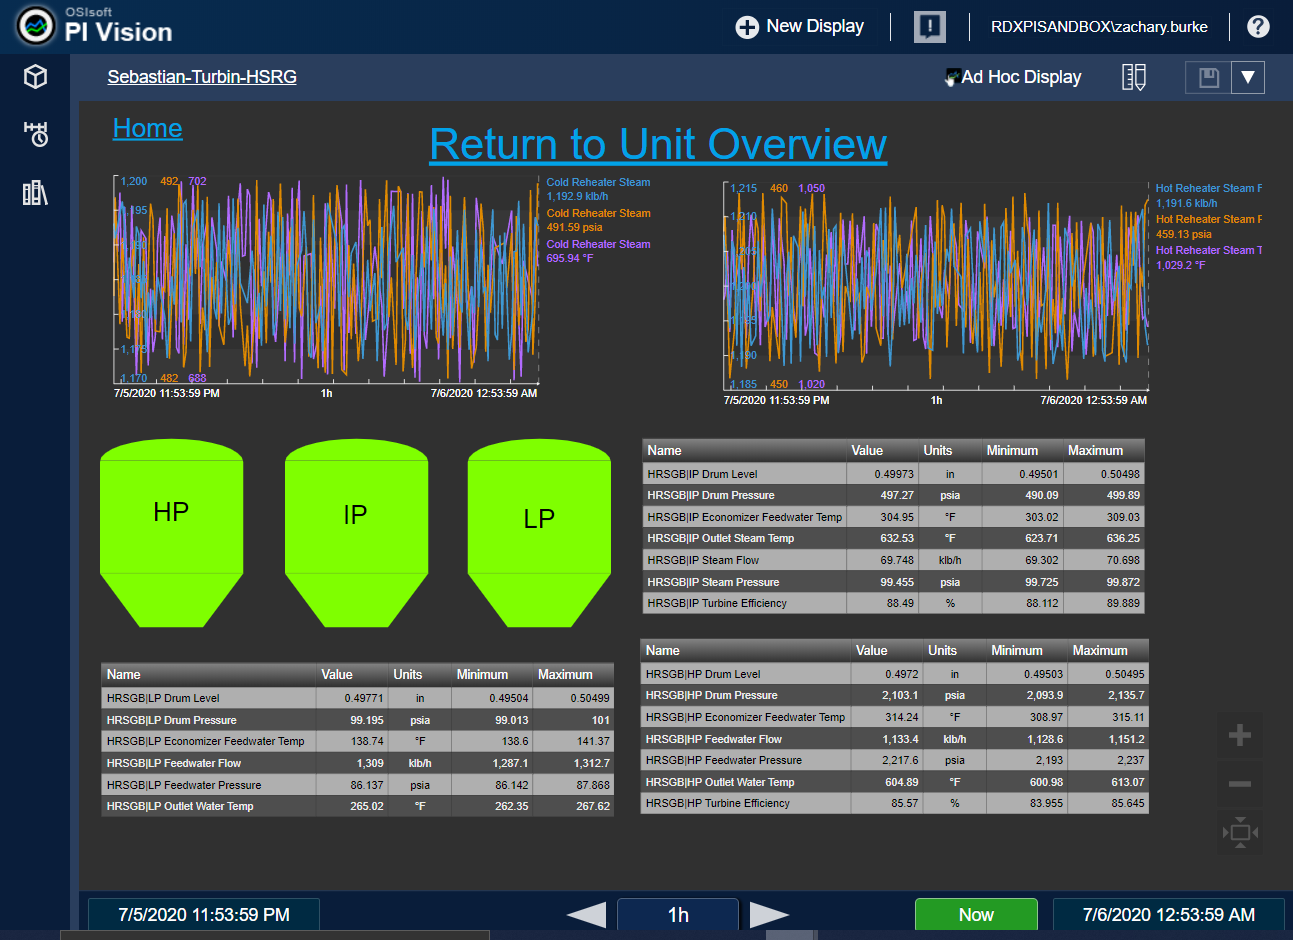 OSIsoft
PI Vision
New Display
RDXPISANDBOX\zachary.burke
Sebastian-Turbin-HSRG
Ad Hoc Display
Home
Return to Unit Overview
1,200 492 702
1,170 482 688
7/5/2020 11:53:59 PM 1h 7/6/2020 12:53:59 AM
Cold Reheater Steam
1,192.9 klb/h
Cold Reheater Steam
491.59 psia
Cold Reheater Steam
695.94 °F
1,215 460 1,050
1,210
1,190
1,185 450 1,020
7/5/2020 11:53:59 PM 1h 7/6/2020 12:53:59 AM
Hot Reheater Steam F
1,191.6 klb/h
Hot Reheater Steam F
459.13 psia
Hot Reheater Steam T
1,029.2 °F
HP
IP
LP
Name Value Units Minimum Maximum
HRSGB|IP Drum Level 0.49973 in 0.49501 0.50498
HRSGB|IP Drum Pressure 497.27 psia 490.09 499.89
HRSGB|IP Economizer Feedwater Temp 304.95 °F 303.02 309.03
HRSGB|IP Outlet Steam Temp 632.53 °F 623.71 636.25
HRSGB|IP Steam Flow 69.748 klb/h 69.302 70.698
HRSGB|IP Steam Pressure 99.455 psia 99.725 99.872
HRSGB|IP Turbine Efficiency 88.49 % 88.112 89.889
Name Value Units Minimum Maximum
HRSGB|LP Drum Level 0.49771 in 0.49504 0.50499
HRSGB|LP Drum Pressure 99.195 psia 99.013 101
HRSGB|LP Economizer Feedwater Temp 138.74 °F 138.6 141.37
HRSGB|LP Feedwater Flow 1,309 klb/h 1,287.1 1,312.7
HRSGB|LP Feedwater Pressure 86.137 psia 86.142 87.868
HRSGB|LP Outlet Water Temp 265.02 °F 262.35 267.62
Name Value Units Minimum Maximum
HRSGB|HP Drum Level 0.4972 in 0.49503 0.50495
HRSGB|HP Drum Pressure 2,103.1 psia 2,093.9 2,135.7
HRSGB|HP Economizer Feedwater Temp 314.24 °F 308.97 315.11
HRSGB|HP Feedwater Flow 1,133.4 klb/h 1,128.6 1,151.2
HRSGB|HP Feedwater Pressure 2,217.6 psia 2,193 2,237
HRSGB|HP Outlet Water Temp 604.89 °F 600.98 613.07
HRSGB|HP Turbine Efficiency 85.57 % 83.955 85.645
7/5/2020 11:53:59 PM 1h Now 7/6/2020 12:53:59 AM